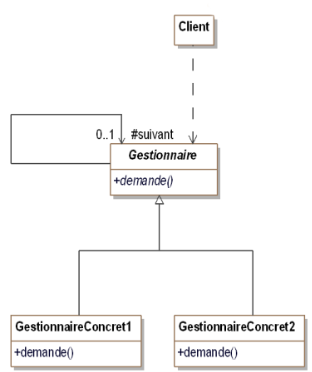 Client
0..1 #suivant
Gestionnaire
+demande()
GestionnaireConcret1 GestionnaireConcret2
+demande() +demande()